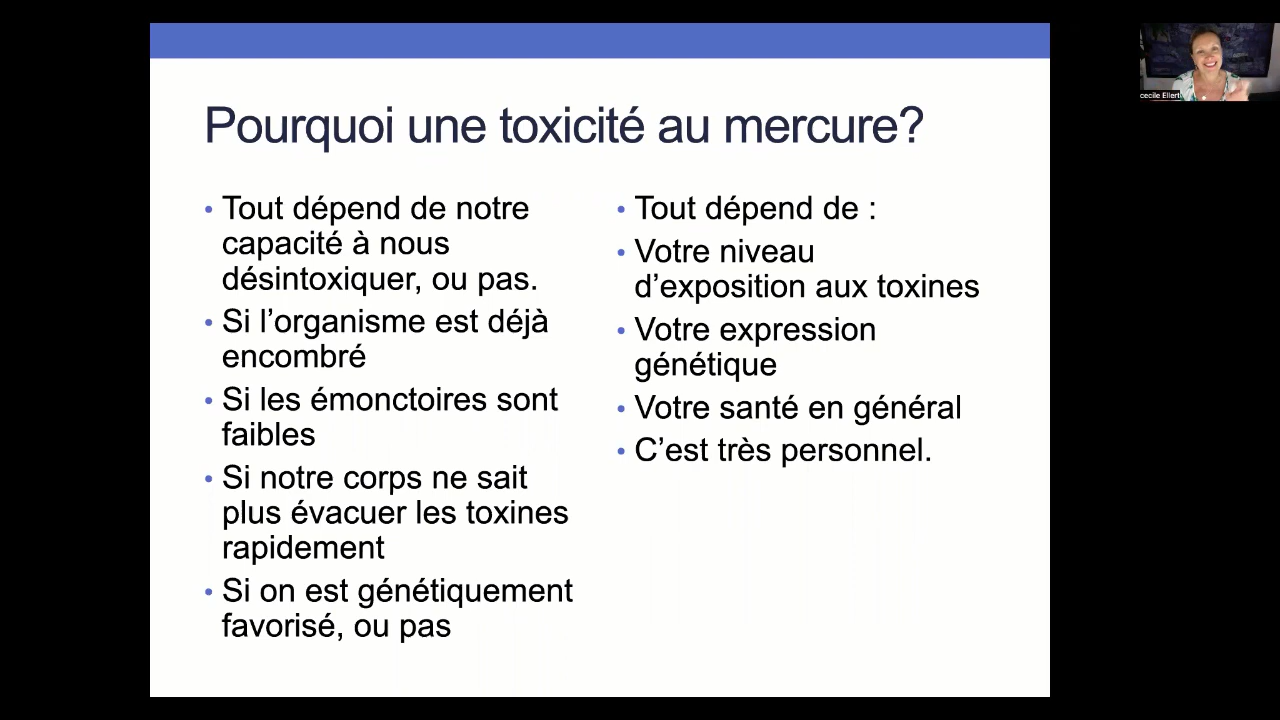 Pourquoi une toxicité au mercure?
• Tout dépend de notre
capacité à nous
désintoxiquer, ou pas.
• Si l’organisme est déjà
encombré
• Si les émonctoires sont
faibles
• Si notre corps ne sait
plus évacuer les toxines
rapidement
• Si on est génétiquement
favorisé, ou pas
• Tout dépend de :
• Votre niveau
d’exposition aux toxines
• Votre expression
génétique
• Votre santé en général
• C’est très personnel.
cecile Ellert